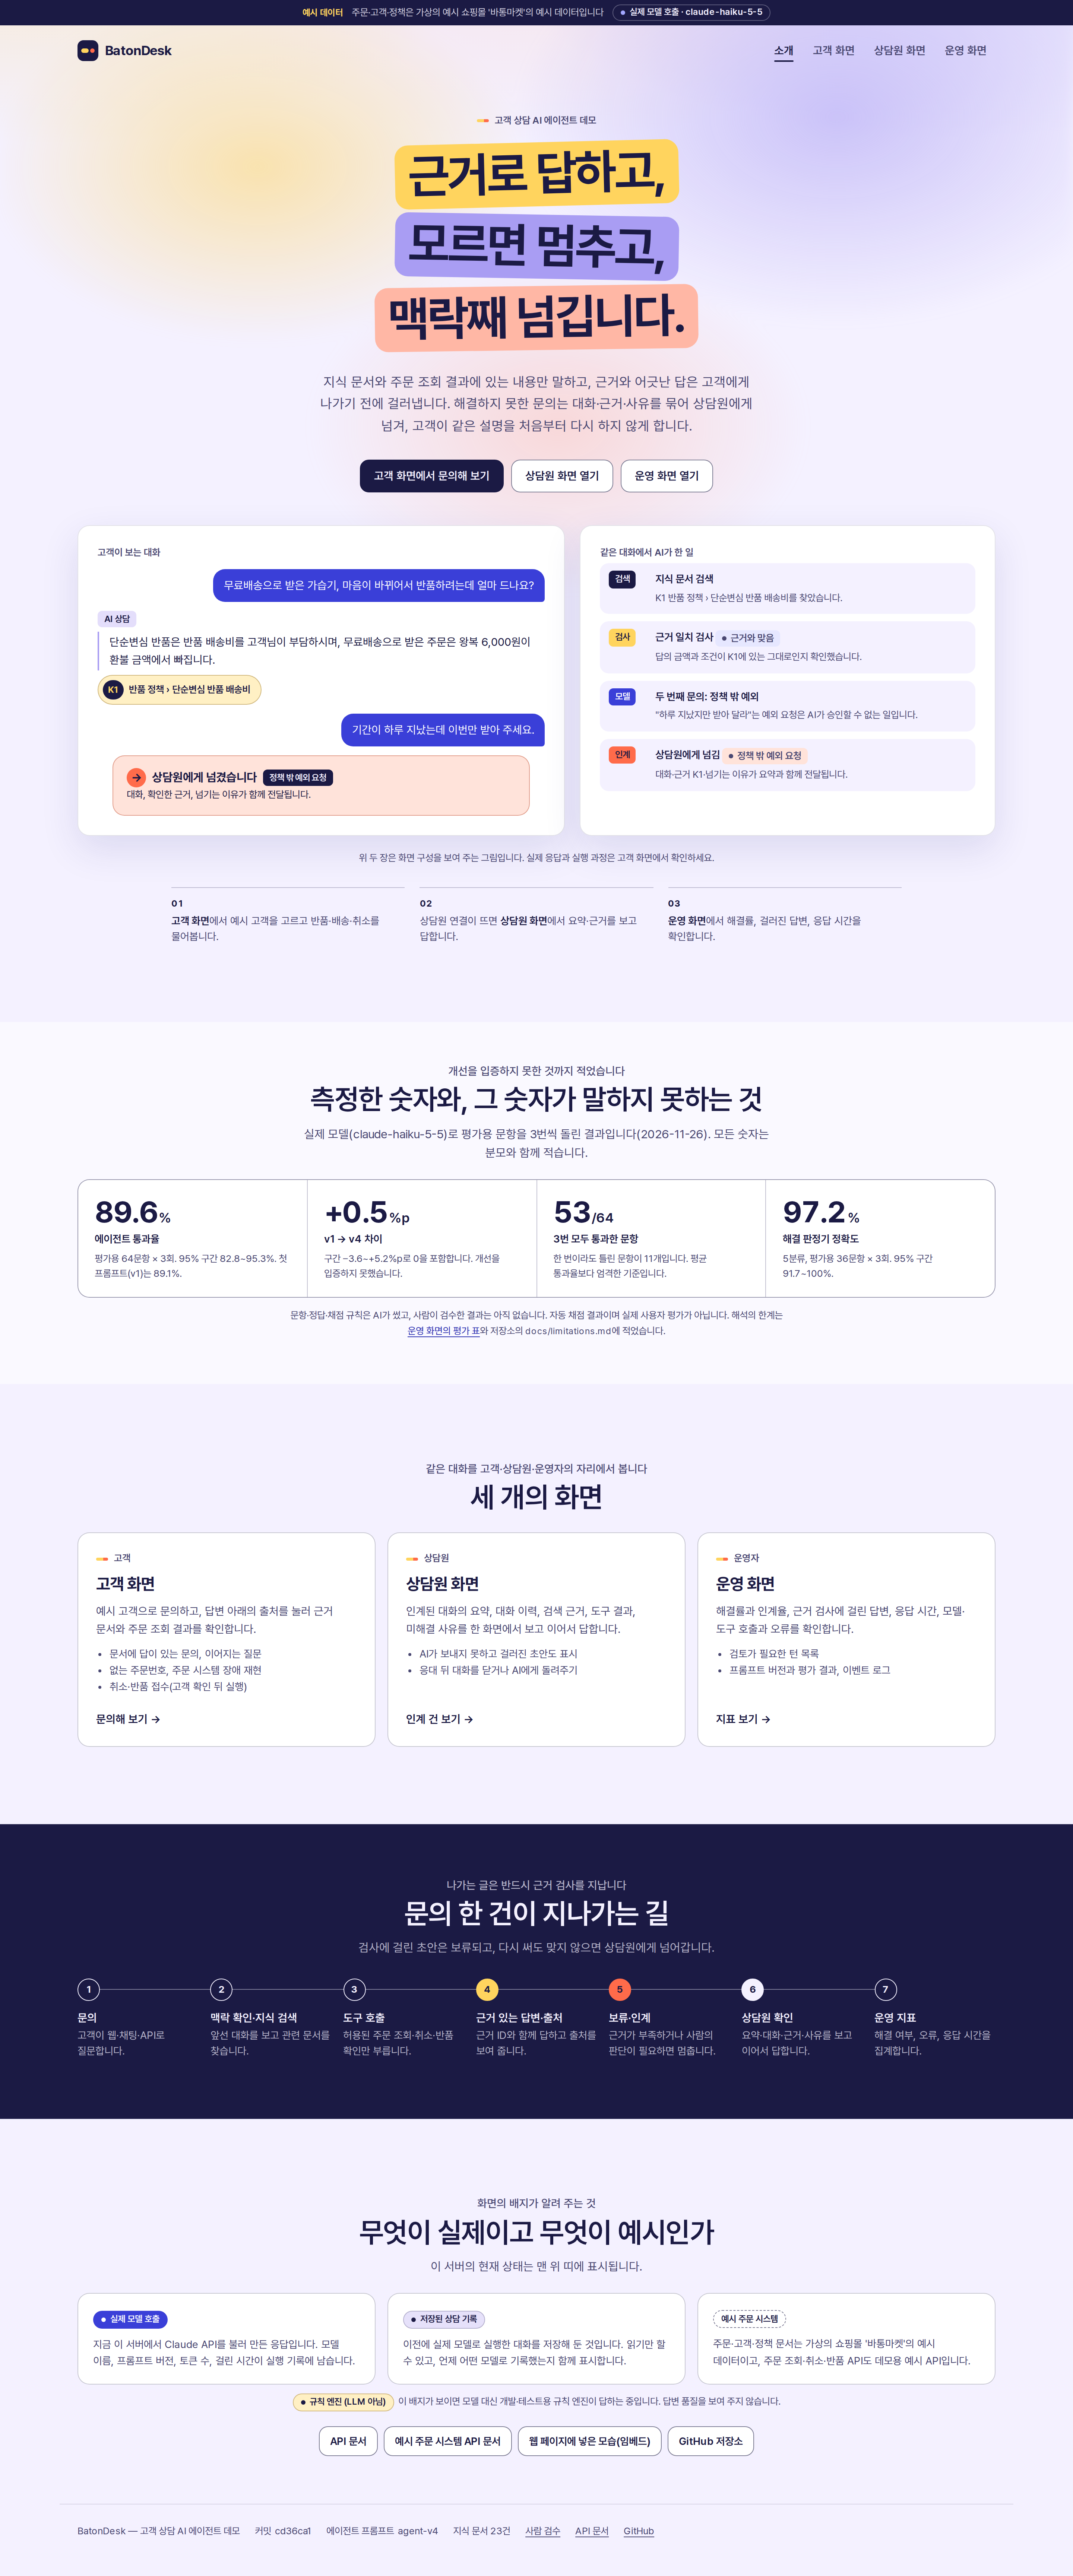 예시 데이터 주문·고객·정책은 가상의 예시 쇼핑몰 '바통마켓'의 예시 데이터입니다 실제 모델 호출 · claude-haiku-5-5
BatonDesk
소개 고객 화면 상담원 화면 운영 화면
고객 상담 AI 에이전트 데모
근거로 답하고,
모르면 멈추고,
맥락째 넘깁니다.
지식 문서와 주문 조회 결과에 있는 내용만 말하고, 근거와 어긋난 답은 고객에게
나가기 전에 걸러냅니다. 해결하지 못한 문의는 대화·근거·사유를 묶어 상담원에게
넘겨, 고객이 같은 설명을 처음부터 다시 하지 않게 합니다.
고객 화면에서 문의해 보기
상담원 화면 열기
운영 화면 열기
고객이 보는 대화
무료배송으로 받은 가습기, 마음이 바뀌어서 반품하려는데 얼마 드나요?
AI 상담
단순변심 반품은 반품 배송비를 고객님이 부담하시며, 무료배송으로 받은 주문은 왕복 6,000원이
환불 금액에서 빠집니다.
K1 반품 정책 › 단순변심 반품 배송비
기간이 하루 지났는데 이번만 받아 주세요.
→ 상담원에게 넘겼습니다 정책 밖 예외 요청
대화, 확인한 근거, 넘기는 이유가 함께 전달됩니다.
같은 대화에서 AI가 한 일
검색 지식 문서 검색
K1 반품 정책 › 단순변심 반품 배송비를 찾았습니다.
검사 근거 일치 검사 근거와 맞음
답의 금액과 조건이 K1에 있는 그대로인지 확인했습니다.
모델 두 번째 문의: 정책 밖 예외
"하루 지났지만 받아 달라"는 예외 요청은 AI가 승인할 수 없는 일입니다.
인계 상담원에게 넘김 정책 밖 예외 요청
대화·근거 K1·넘기는 이유가 요약과 함께 전달됩니다.
위 두 장은 화면 구성을 보여 주는 그림입니다. 실제 응답과 실행 과정은 고객 화면에서 확인하세요.
01
고객 화면에서 예시 고객을 고르고 반품·배송·취소를
물어봅니다.
02
상담원 연결이 뜨면 상담원 화면에서 요약·근거를 보고
답합니다.
03
운영 화면에서 해결률, 걸러진 답변, 응답 시간을
확인합니다.
개선을 입증하지 못한 것까지 적었습니다
측정한 숫자와, 그 숫자가 말하지 못하는 것
실제 모델(claude-haiku-5-5)로 평가용 문항을 3번씩 돌린 결과입니다(2026-11-26). 모든 숫자는
분모와 함께 적습니다.
89.6%
에이전트 통과율
평가용 64문항 × 3회. 95% 구간 82.8~95.3%. 첫
프롬프트(v1)는 89.1%.
+0.5%p
v1 → v4 차이
구간 −3.6~+5.2%p로 0을 포함합니다. 개선을
입증하지 못했습니다.
53/64
3번 모두 통과한 문항
한 번이라도 틀린 문항이 11개입니다. 평균
통과율보다 엄격한 기준입니다.
97.2%
해결 판정기 정확도
5분류, 평가용 36문항 × 3회. 95% 구간
91.7~100%.
문항·정답·채점 규칙은 AI가 썼고, 사람이 검수한 결과는 아직 없습니다. 자동 채점 결과이며 실제 사용자 평가가 아닙니다. 해석의 한계는
운영 화면의 평가 표와 저장소의 docs/limitations.md에 적었습니다.
같은 대화를 고객·상담원·운영자의 자리에서 봅니다
세 개의 화면
고객
고객 화면
예시 고객으로 문의하고, 답변 아래의 출처를 눌러 근거
문서와 주문 조회 결과를 확인합니다.
• 문서에 답이 있는 문의, 이어지는 질문
• 없는 주문번호, 주문 시스템 장애 재현
• 취소·반품 접수(고객 확인 뒤 실행)
문의해 보기 →
상담원
상담원 화면
인계된 대화의 요약, 대화 이력, 검색 근거, 도구 결과,
미해결 사유를 한 화면에서 보고 이어서 답합니다.
• AI가 보내지 못하고 걸러진 초안도 표시
• 응대 뒤 대화를 닫거나 AI에게 돌려주기
인계 건 보기 →
운영자
운영 화면
해결률과 인계율, 근거 검사에 걸린 답변, 응답 시간, 모델·
도구 호출과 오류를 확인합니다.
• 검토가 필요한 턴 목록
• 프롬프트 버전과 평가 결과, 이벤트 로그
지표 보기 →
나가는 글은 반드시 근거 검사를 지납니다
문의 한 건이 지나가는 길
검사에 걸린 초안은 보류되고, 다시 써도 맞지 않으면 상담원에게 넘어갑니다.
1
문의
고객이 웹·채팅·API로
질문합니다.
2
맥락 확인·지식 검색
앞선 대화를 보고 관련 문서를
찾습니다.
3
도구 호출
허용된 주문 조회·취소·반품
확인만 부릅니다.
4
근거 있는 답변·출처
근거 ID와 함께 답하고 출처를
보여 줍니다.
5
보류·인계
근거가 부족하거나 사람의
판단이 필요하면 멈춥니다.
6
상담원 확인
요약·대화·근거·사유를 보고
이어서 답합니다.
7
운영 지표
해결 여부, 오류, 응답 시간을
집계합니다.
화면의 배지가 알려 주는 것
무엇이 실제이고 무엇이 예시인가
이 서버의 현재 상태는 맨 위 띠에 표시됩니다.
실제 모델 호출
지금 이 서버에서 Claude API를 불러 만든 응답입니다. 모델
이름, 프롬프트 버전, 토큰 수, 걸린 시간이 실행 기록에 남습니다.
저장된 상담 기록
이전에 실제 모델로 실행한 대화를 저장해 둔 것입니다. 읽기만 할
수 있고, 언제 어떤 모델로 기록했는지 함께 표시합니다.
예시 주문 시스템
주문·고객·정책 문서는 가상의 쇼핑몰 '바통마켓'의 예시
데이터이고, 주문 조회·취소·반품 API도 데모용 예시 API입니다.
규칙 엔진 (LLM 아님) 이 배지가 보이면 모델 대신 개발·테스트용 규칙 엔진이 답하는 중입니다. 답변 품질을 보여 주지 않습니다.
API 문서
예시 주문 시스템 API 문서
웹 페이지에 넣은 모습(임베드)
GitHub 저장소
BatonDesk — 고객 상담 AI 에이전트 데모 커밋 cd36ca1 에이전트 프롬프트 agent-v4 지식 문서 23건 사람 검수 API 문서 GitHub